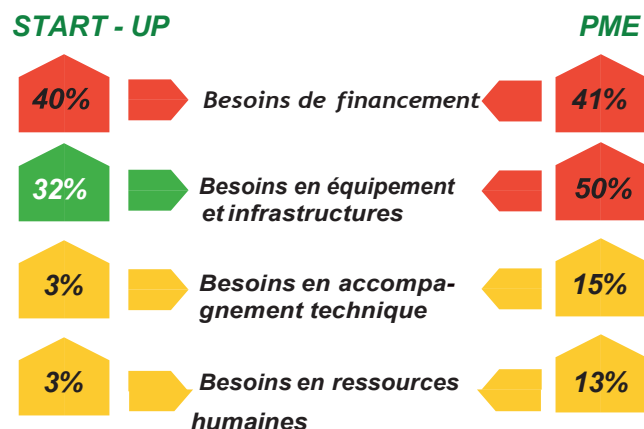 START - UP PME
40% Besoins de financement 41%
32% Besoins en équipement 50%
et infrastructures
3% Besoins en accompa- 15%
gnement technique
3% Besoins en ressources 13%
humaines